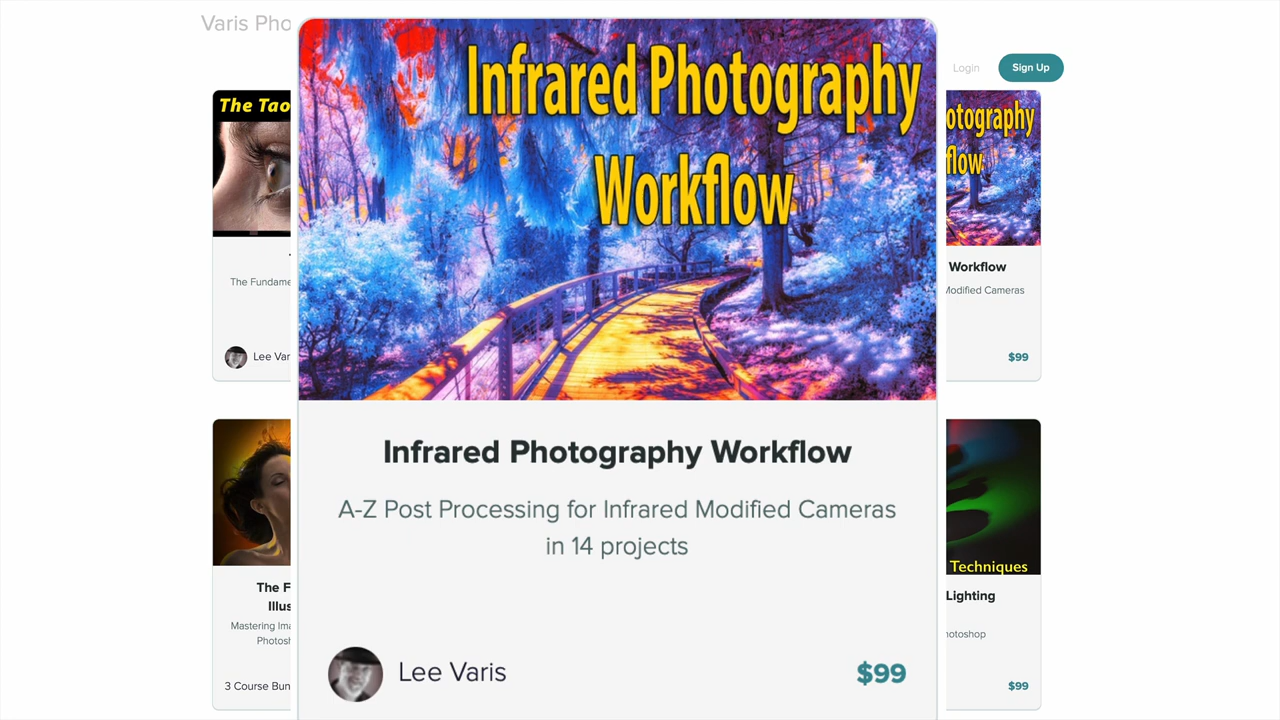 Varis Pho
Login
Sign Up
The Tao
Infrared Photography
Workflow
otography
flow
The Fundame
Lee Var
Workflow
Modified Cameras
$99
Infrared Photography Workflow
A-Z Post Processing for Infrared Modified Cameras
in 14 projects
Lee Varis
$99
The F
Illus
Mastering Ima
Photosh
3 Course Bun
Techniques
Lighting
hotoshop
$99